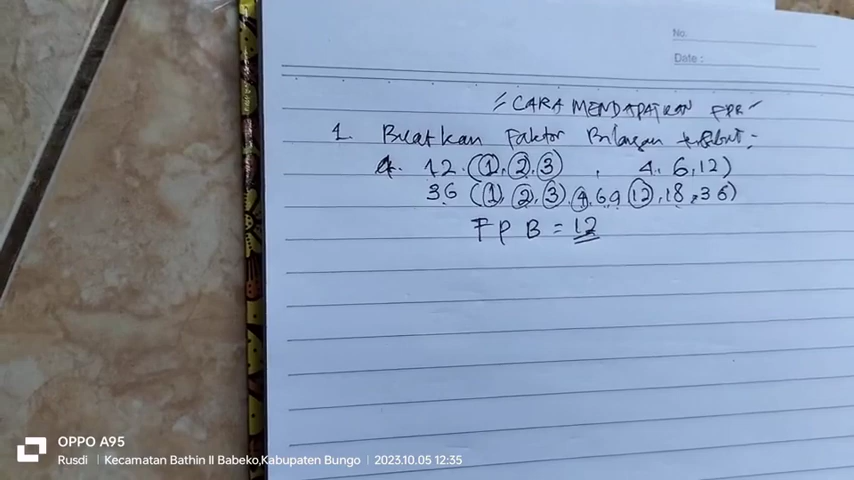 No.
Date :
= CARA MENDAPATKAN FPB =
1. Buatkan Faktor Bilangan tersebut :
a. 12 (1, 2, 3 , 4, 6, 12)
36 (1, 2, 3, 4, 6, 9 12, 18, 36)
FPB = 12
OPPO A95
Rusdi | Kecamatan Bathin II Babeko,Kabupaten Bungo | 2023.10.05 12:35